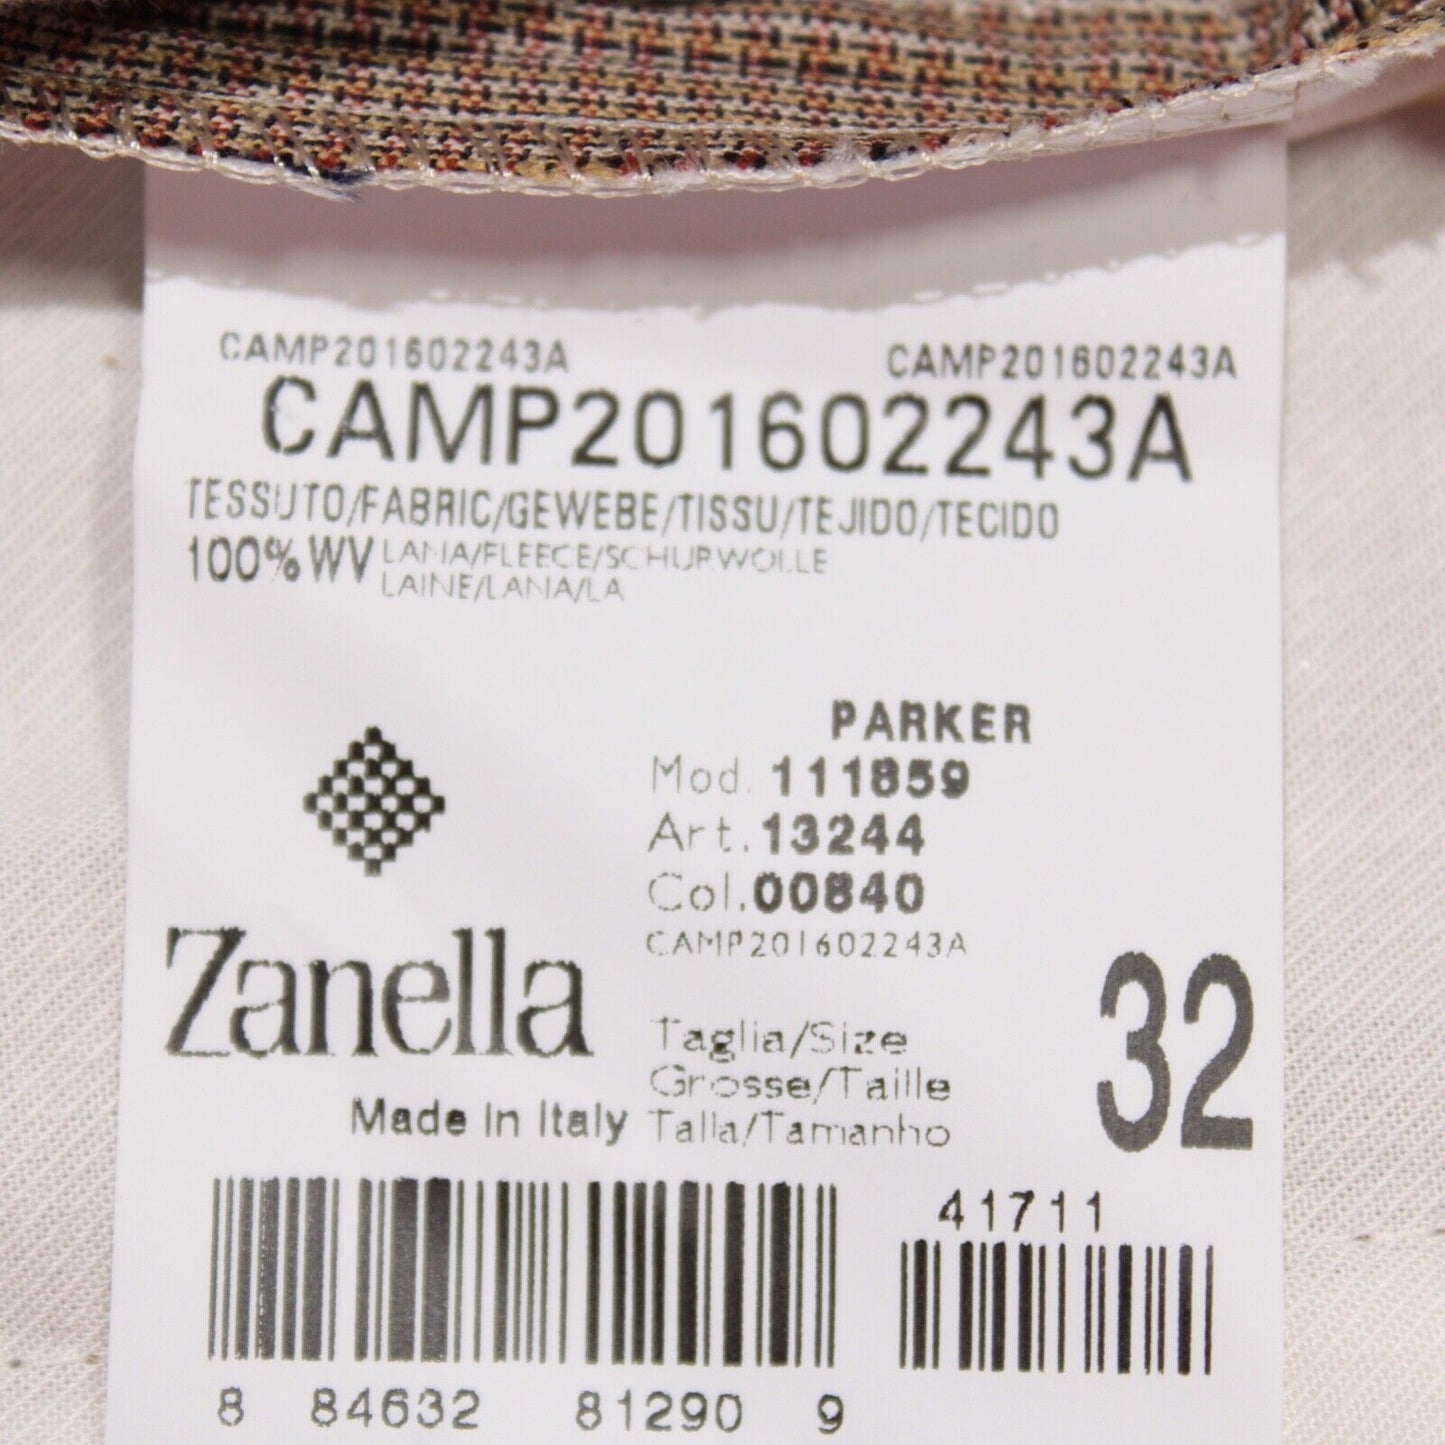 CAMP201602243A CAMP201602243A
CAMP201602243A
TESSUTO/FABRIC/GEWEBE/TISSU/TEJIDO/TECIDO
100% WV LANA/FLEECE/SCHURWOLLE
LAINE/LANA/LA
PARKER
Mod. 111859
Art. 13244
Col. 00840
CAMP201602243A
Zanella
Made In Italy
Taglia/Size
Grosse/Taille
Talla/Tamanho
32
41711
8 84632 81290 9